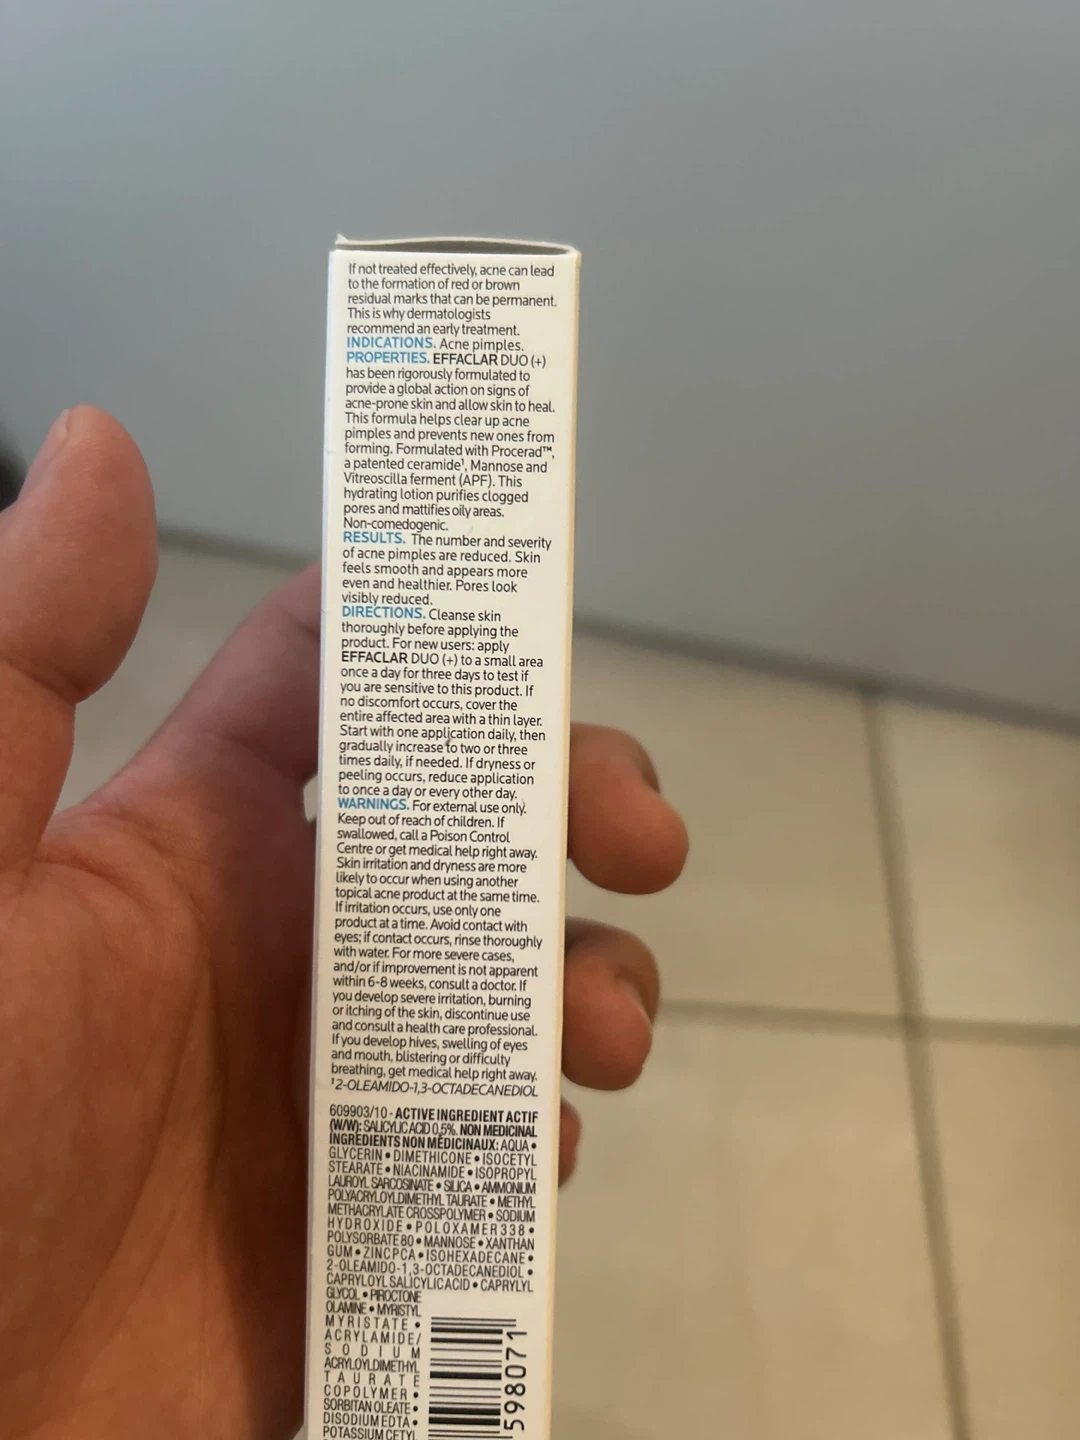 If not treated effectively, acne can lead
to the formation of red or brown
residual marks that can be permanent.
This is why dermatologists
recommend an early treatment.
INDICATIONS. Acne pimples.
PROPERTIES. EFFACLAR DUO (+)
has been rigorously formulated to
provide a global action on signs of
acne-prone skin and allow skin to heal.
This formula helps clear up acne
pimples and prevents new ones from
forming. Formulated with Procerad™,
a patented ceramide¹, Mannose and
Vitreoscilla ferment (APF). This
hydrating lotion purifies clogged
pores and mattifies oily areas.
Non-comedogenic.
RESULTS. The number and severity
of acne pimples are reduced. Skin
feels smooth and appears more
even and healthier. Pores look
visibly reduced.
DIRECTIONS. Cleanse skin
thoroughly before applying the
product. For new users: apply
EFFACLAR DUO (+) to a small area
once a day for three days to test if
you are sensitive to this product. If
no discomfort occurs, cover the
entire affected area with a thin layer.
Start with one application daily, then
gradually increase to two or three
times daily, if needed. If dryness or
peeling occurs, reduce application
to once a day or every other day.
WARNINGS. For external use only.
Keep out of reach of children. If
swallowed, call a Poison Control
Centre or get medical help right away.
Skin irritation and dryness are more
likely to occur when using another
topical acne product at the same time.
If irritation occurs, use only one
product at a time. Avoid contact with
eyes; if contact occurs, rinse thoroughly
with water. For more severe cases,
and/or if improvement is not apparent
within 6-8 weeks, consult a doctor. If
you develop severe irritation, burning
or itching of the skin, discontinue use
and consult a health care professional.
If you develop hives, swelling of eyes
and mouth, blistering or difficulty
breathing, get medical help right away.
¹2-OLEAMIDO-1,3-OCTADECANEDIOL
609903/10 - ACTIVE INGREDIENT ACTIF
(W/W): SALICYLIC ACID 0,5%. NON MEDICINAL
INGREDIENTS NON MÉDICINAUX: AQUA •
GLYCERIN • DIMETHICONE • ISOCETYL
STEARATE • NIACINAMIDE • ISOPROPYL
LAUROYL SARCOSINATE • SILICA • AMMONIUM
POLYACRYLOYLDIMETHYL TAURATE • METHYL
METHACRYLATE CROSSPOLYMER • SODIUM
HYDROXIDE • POLOXAMER 338 •
POLYSORBATE 80 • MANNOSE • XANTHAN
GUM • ZINC PCA • ISOHEXADECANE •
2-OLEAMIDO-1,3-OCTADECANEDIOL •
CAPRYLOYL SALICYLIC ACID • CAPRYLYL
GLYCOL • PIROCTONE
OLAMINE • MYRISTYL
MYRISTATE •
ACRYLAMIDE/
SODIUM
ACRYLOYLDIMETHYL
TAURATE
COPOLYMER •
SORBITAN OLEATE •
DISODIUM EDTA •
POTASSIUM CETYL
598071